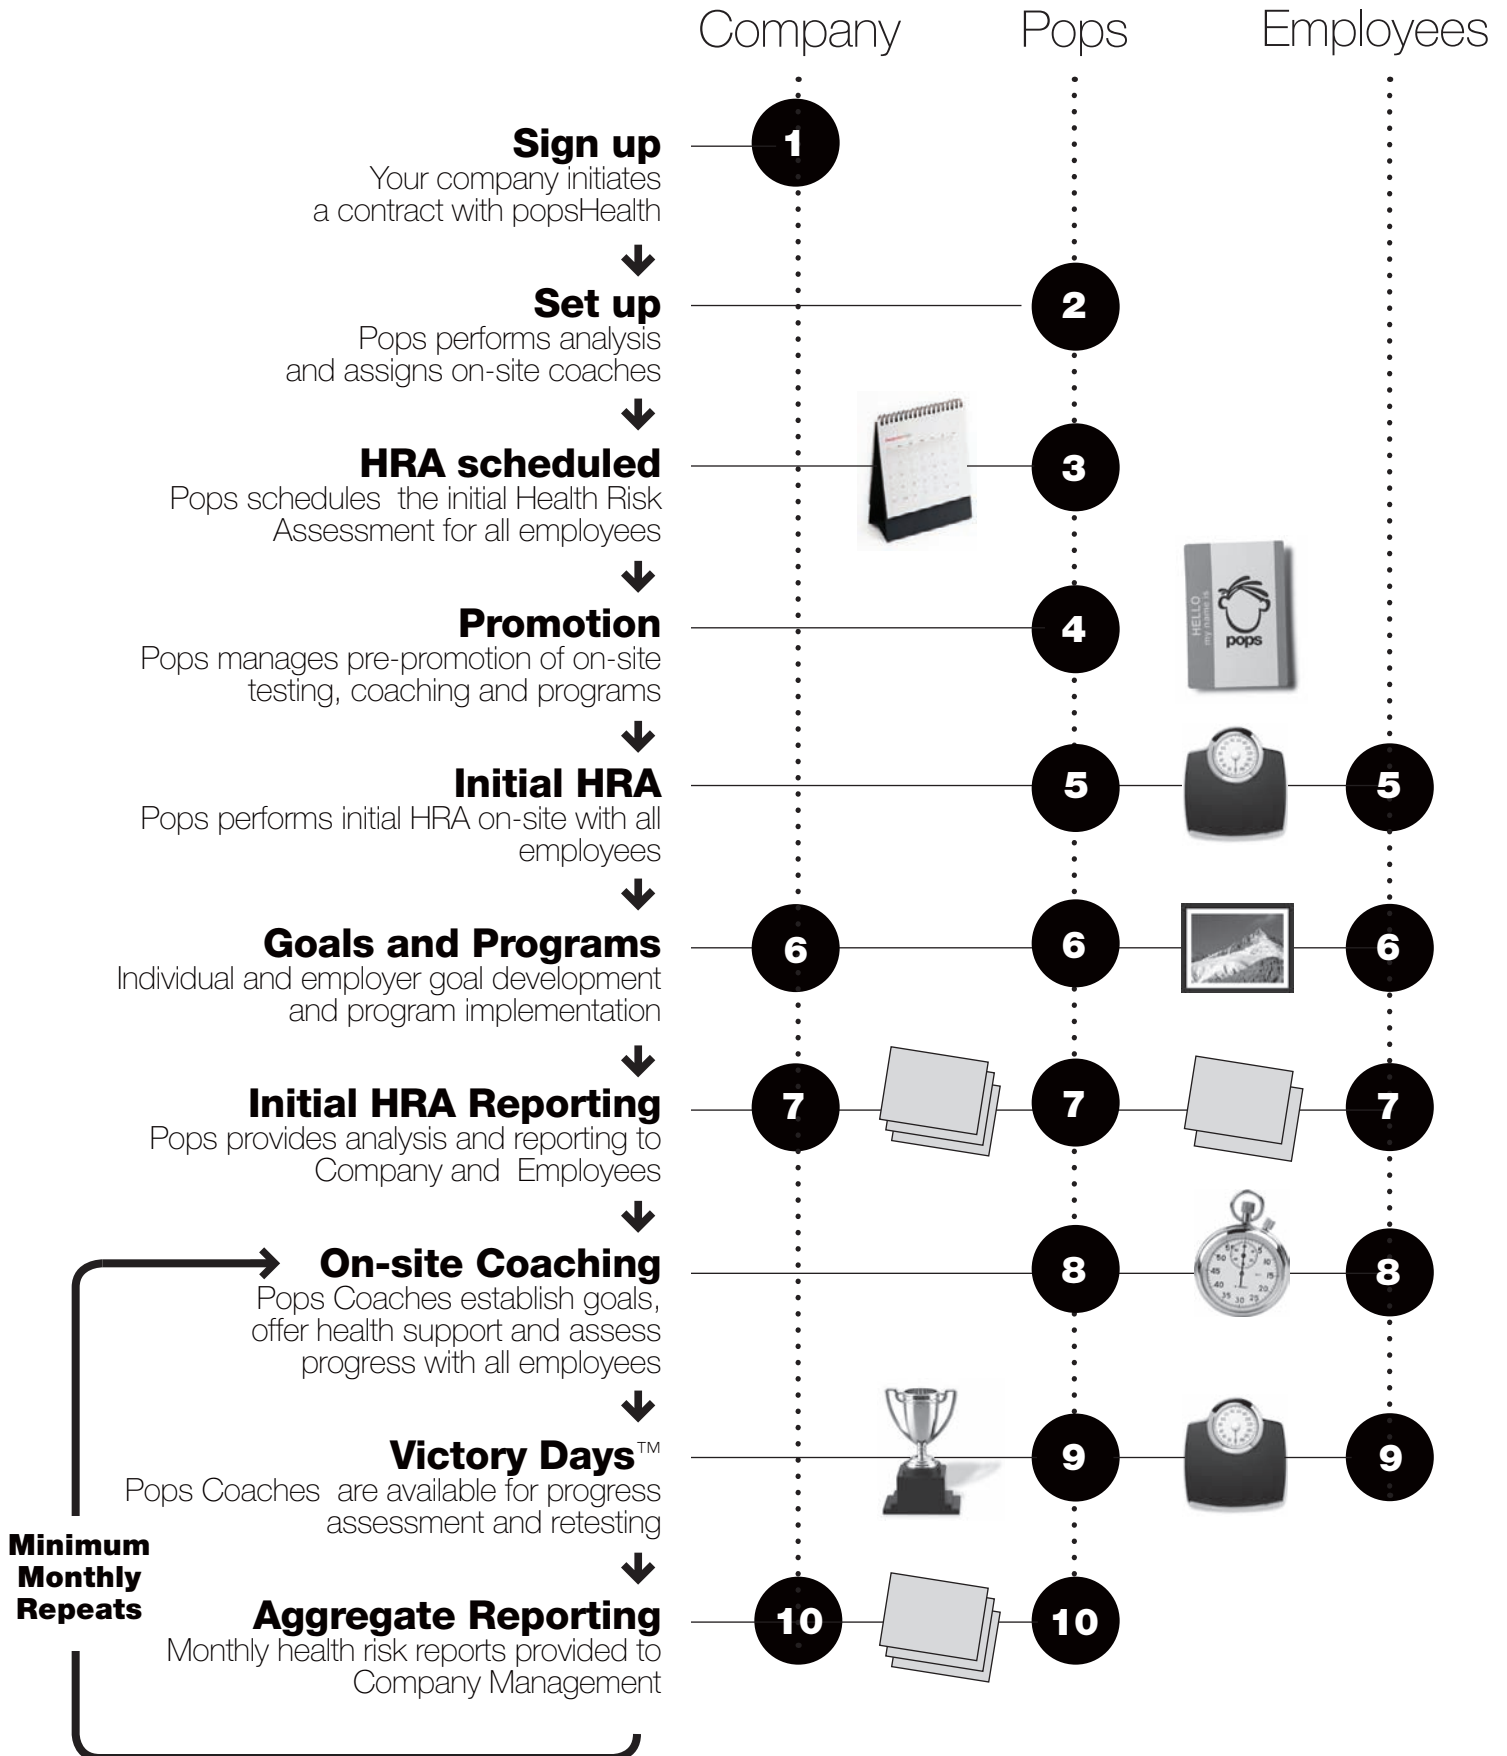 Company Pops Employees
Sign up
1
Your company initiates
a contract with popsHealth
Set up
2
Pops performs analysis
and assigns on-site coaches
HRA scheduled
3
Pops schedules the initial Health Risk
Assessment for all employees
Promotion
4
HELLO
my name is
pops
Pops manages pre-promotion of on-site
testing, coaching and programs
Initial HRA
5 5
Pops performs initial HRA on-site with all
employees
Goals and Programs
6 6 6
Individual and employer goal development
and program implementation
Initial HRA Reporting
7 7 7
Pops provides analysis and reporting to
Company and Employees
On-site Coaching
8 8
Pops Coaches establish goals,
offer health support and assess
progress with all employees
Victory Days™
9 9
Pops Coaches are available for progress
assessment and retesting
Minimum
Monthly
Repeats
Aggregate Reporting
10 10
Monthly health risk reports provided to
Company Management